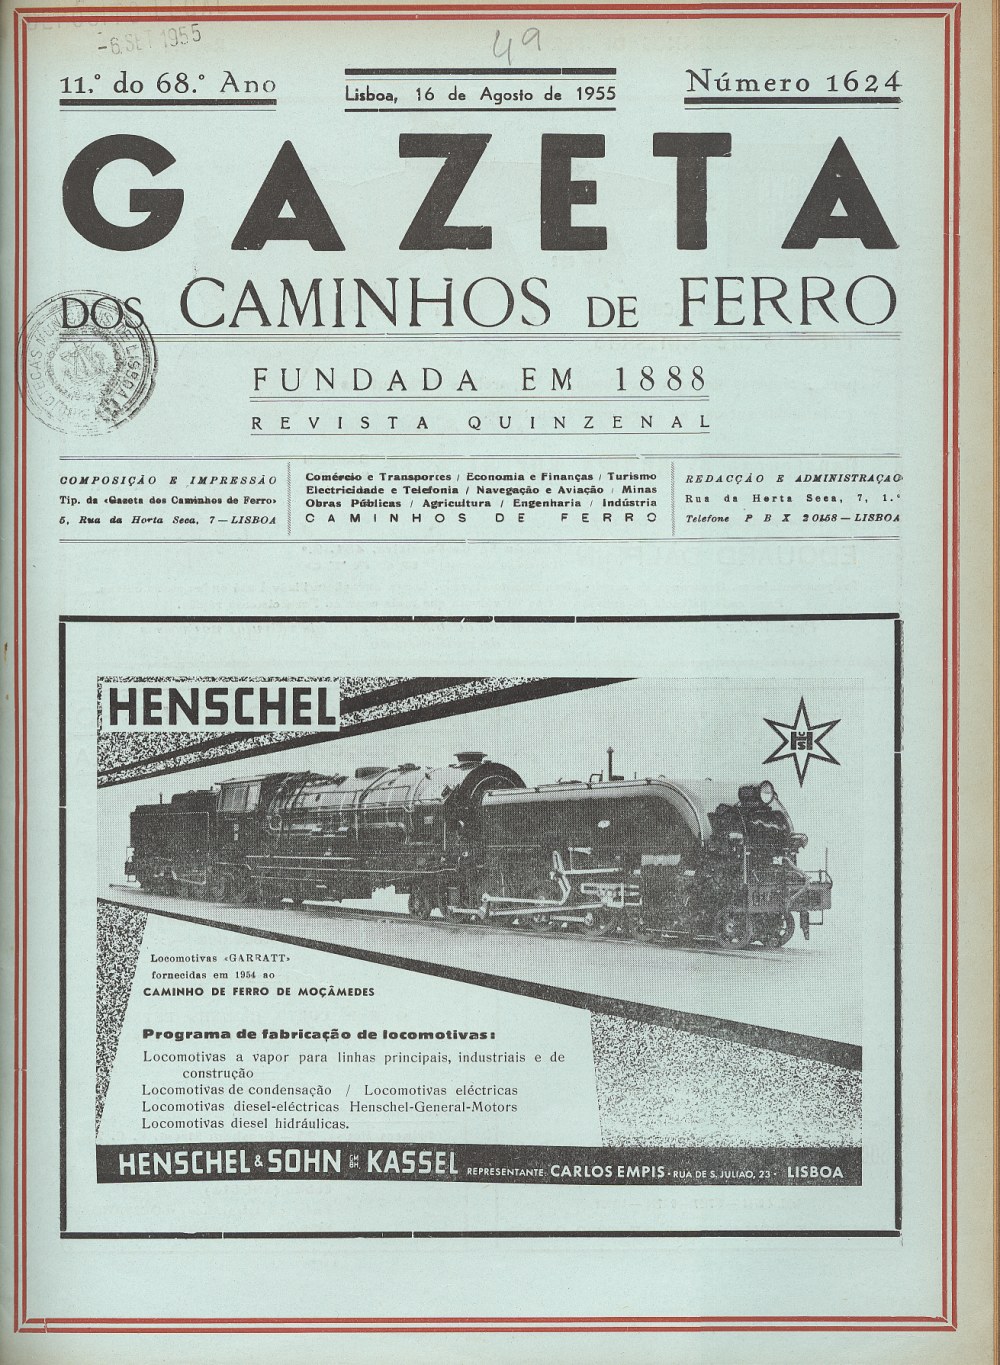 -6 SET 1955
49
11.º do 68.º Ano
Lisboa, 16 de Agosto de 1955
Número 1624
GAZETA
DOS CAMINHOS DE FERRO
FUNDADA EM 1888
REVISTA QUINZENAL
COMPOSIÇÃO E IMPRESSÃO
Tip. da «Gazeta dos Caminhos de Ferro»
5, Rua da Horta Seca, 7 — LISBOA
Comércio e Transportes / Economia e Finanças / Turismo
Electricidade e Telefonia / Navegação e Aviação / Minas
Obras Públicas / Agricultura / Engenharia / Indústria
CAMINHOS DE FERRO
REDACÇÃO E ADMINISTRAÇÃO
Rua da Horta Seca, 7, 1.º
Telefone P B X 20158 — LISBOA
HENSCHEL
Locomotivas «GARRATT»
fornecidas em 1954 ao
CAMINHO DE FERRO DE MOÇÂMEDES
Programa de fabricação de locomotivas:
Locomotivas a vapor para linhas principais, industriais e de
construção
Locomotivas de condensação / Locomotivas eléctricas
Locomotivas diesel-eléctricas Henschel-General-Motors
Locomotivas diesel hidráulicas.
HENSCHEL & SOHN GMBH. KASSEL REPRESENTANTE: CARLOS EMPIS - RUA DE S. JULIAO, 23 - LISBOA